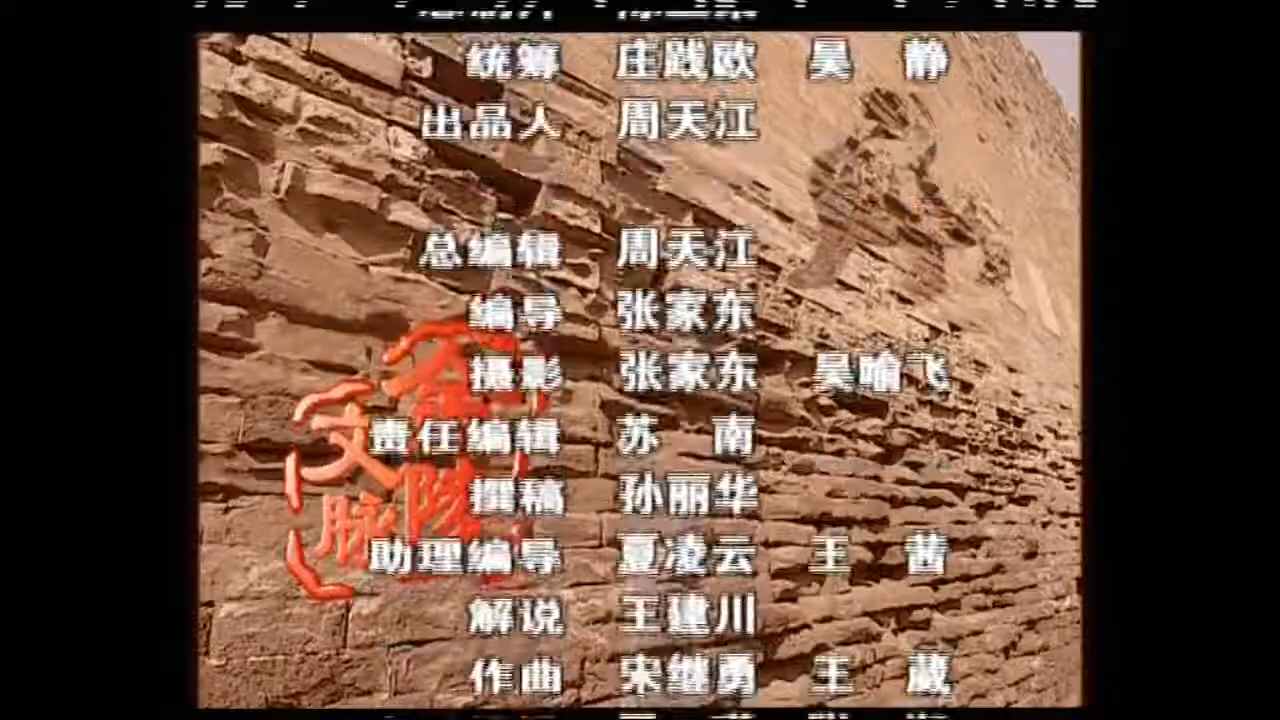 统筹 庄践欧 吴 静
出品人 周天江
总编辑 周天江
编导 张家东
摄影 张家东 吴喻飞
责任编辑 苏 南
撰稿 孙丽华
助理编导 夏凌云 王 茜
解说 王建川
作曲 宋继勇 王 葳
文脉